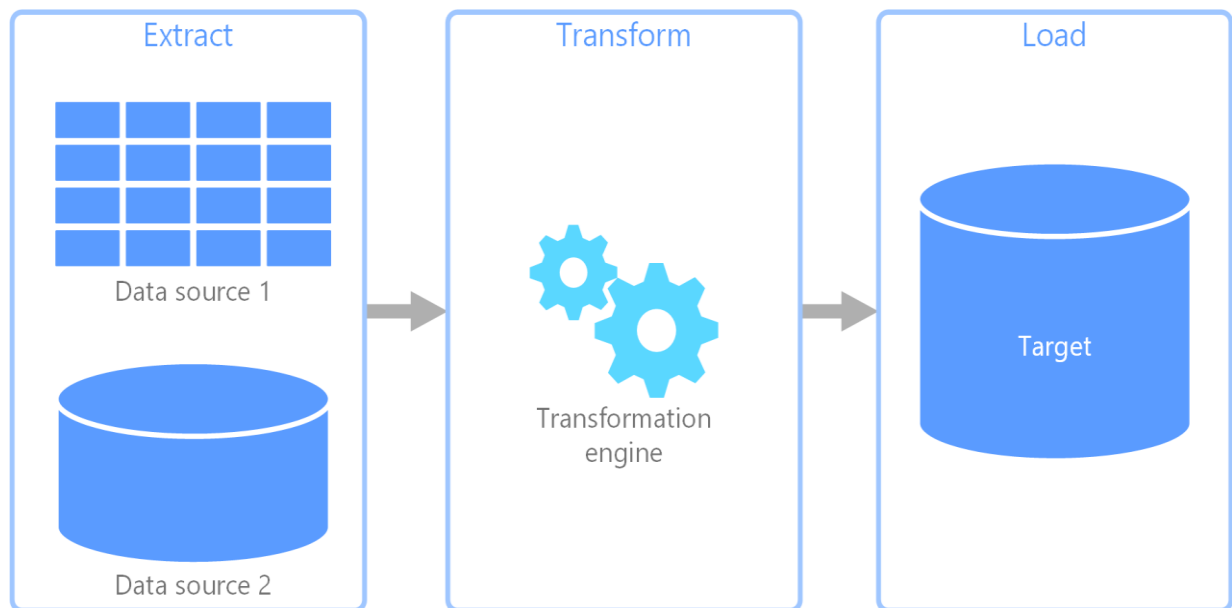 Extract
Data source 1
Data source 2
Transform
Transformation
engine
Load
Target